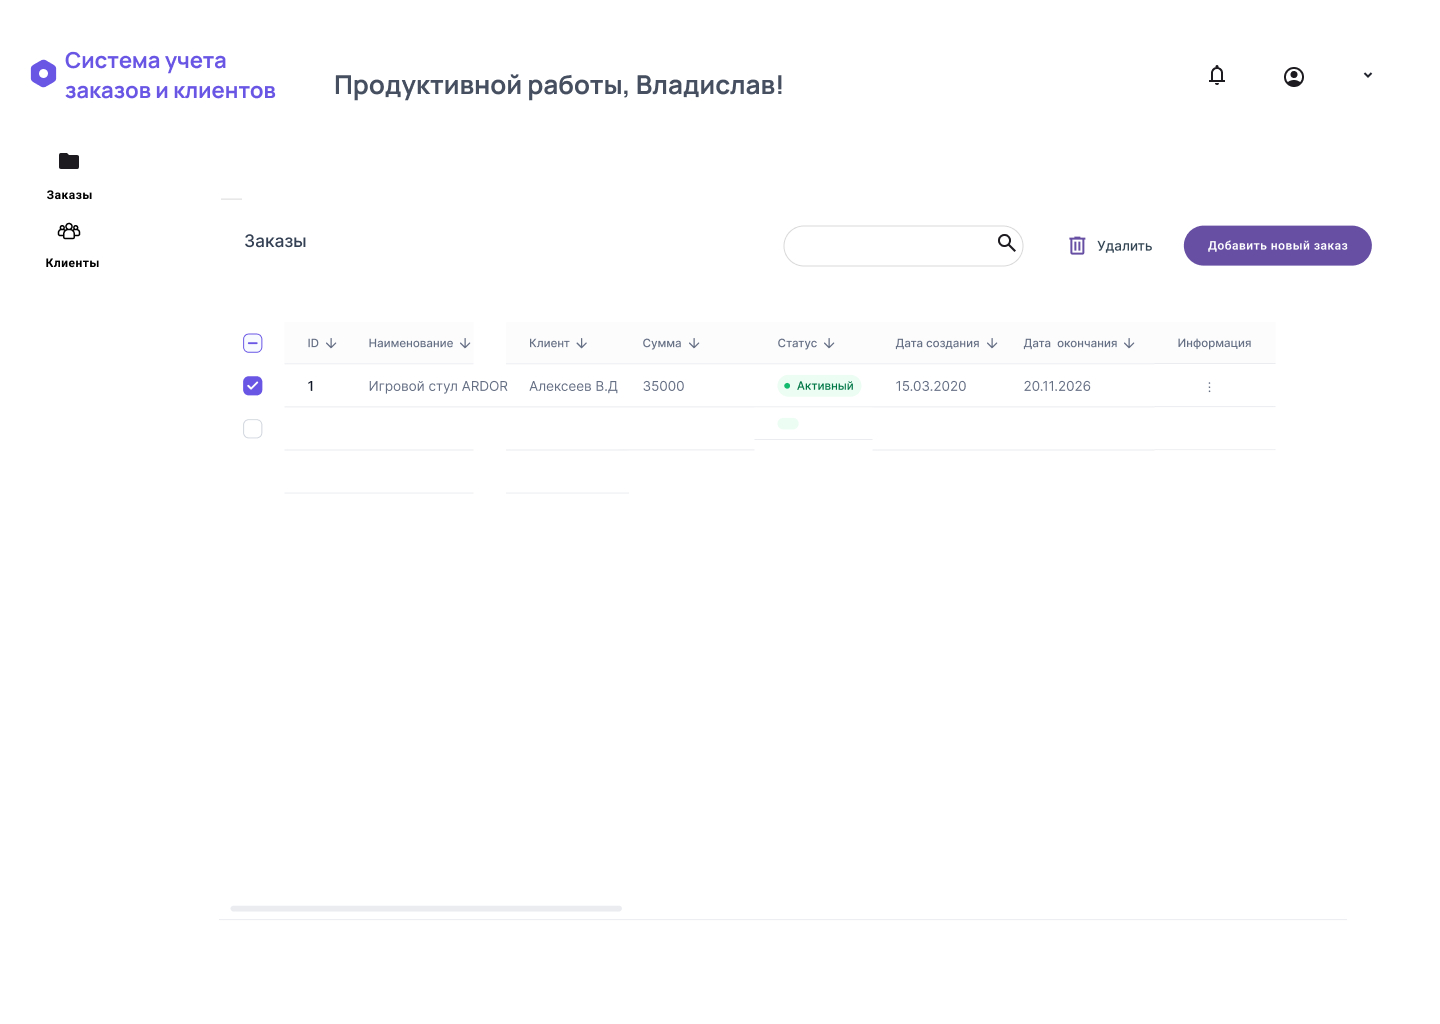 Система учета
заказов и клиентов
Продуктивной работы, Владислав!
Заказы
Клиенты
Заказы
Удалить
Добавить новый заказ
ID Наименование Клиент Сумма Статус Дата создания Дата окончания Информация
1 Игровой стул ARDOR Алексеев В.Д 35000 Активный 15.03.2020 20.11.2026